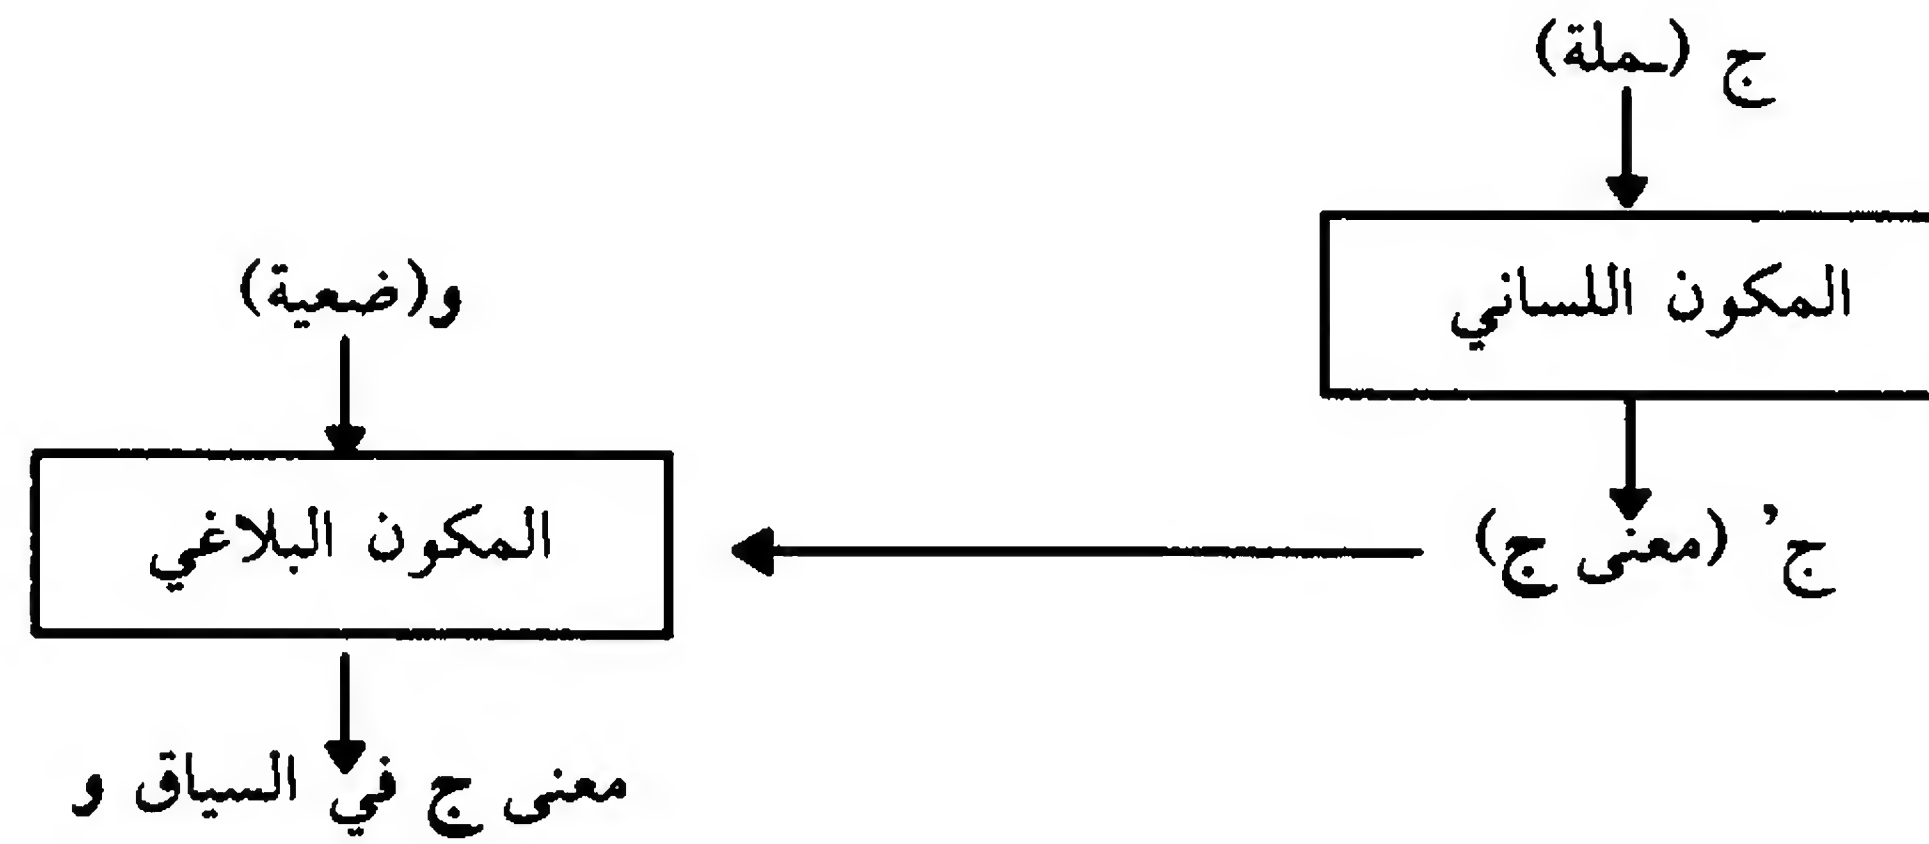 ج (ـملة)
المكون اللساني
ج’ (معنى ج)
و(ضعية)
المكون البلاغي
معنى ج في السياق و